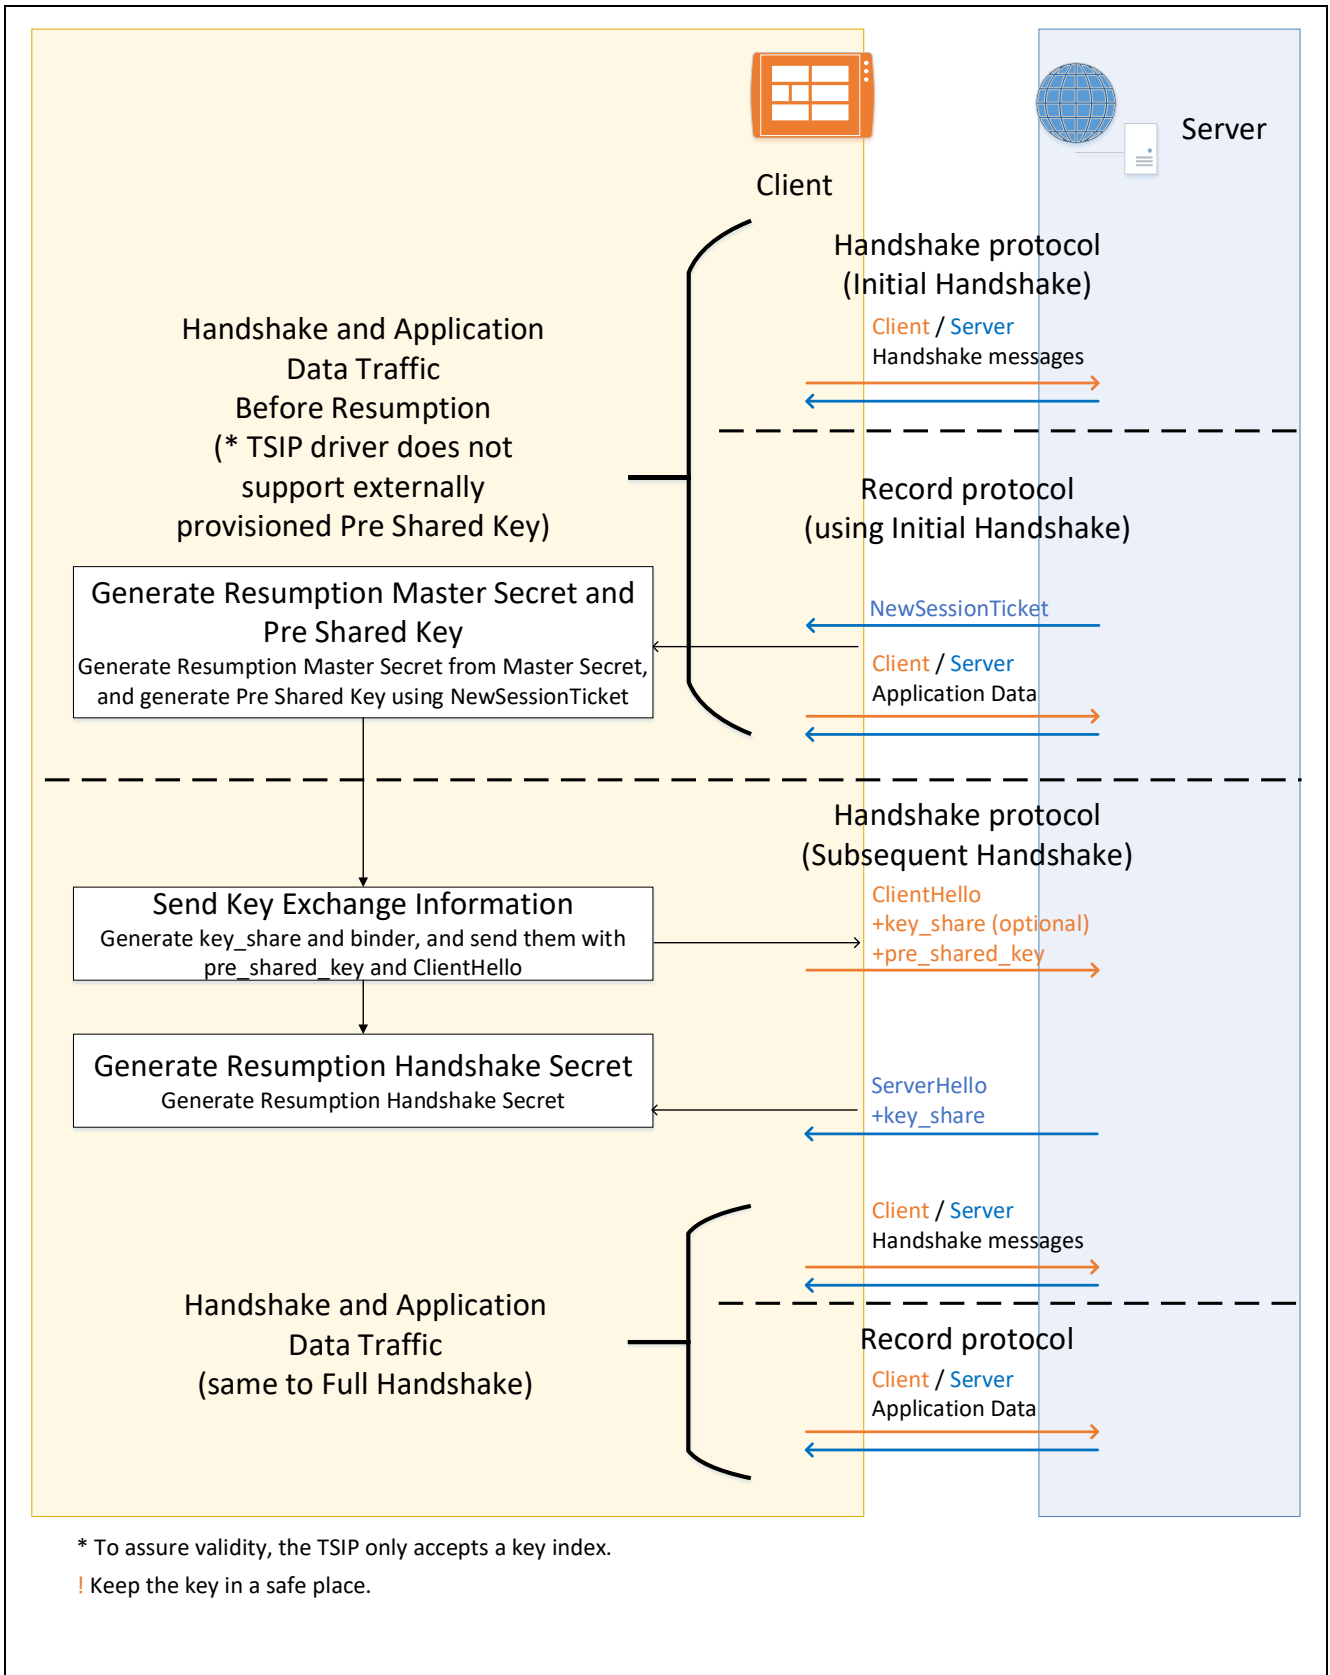 Server
Client
Handshake protocol
(Initial Handshake)
Client / Server
Handshake messages
Handshake and Application
Data Traffic
Before Resumption
(* TSIP driver does not
support externally
provisioned Pre Shared Key)
Record protocol
(using Initial Handshake)
Generate Resumption Master Secret and
Pre Shared Key
Generate Resumption Master Secret from Master Secret,
and generate Pre Shared Key using NewSessionTicket
NewSessionTicket
Client / Server
Application Data
Handshake protocol
(Subsequent Handshake)
Send Key Exchange Information
Generate key_share and binder, and send them with
pre_shared_key and ClientHello
ClientHello
+key_share (optional)
+pre_shared_key
Generate Resumption Handshake Secret
Generate Resumption Handshake Secret
ServerHello
+key_share
Client / Server
Handshake messages
Handshake and Application
Data Traffic
(same to Full Handshake)
Record protocol
Client / Server
Application Data
* To assure validity, the TSIP only accepts a key index.
! Keep the key in a safe place.